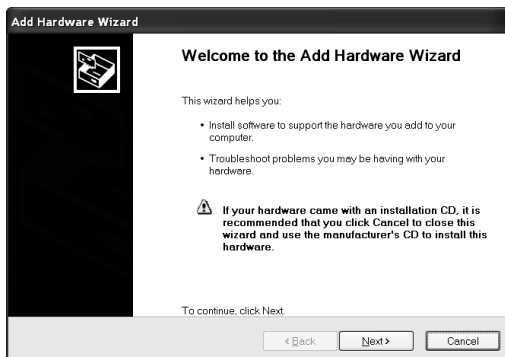 Add Hardware Wizard
Welcome to the Add Hardware Wizard
This wizard helps you:
• Install software to support the hardware you add to your
computer.
• Troubleshoot problems you may be having with your
hardware.
If your hardware came with an installation CD, it is
recommended that you click Cancel to close this
wizard and use the manufacturer's CD to install this
hardware.
To continue, click Next.
< Back Next > Cancel